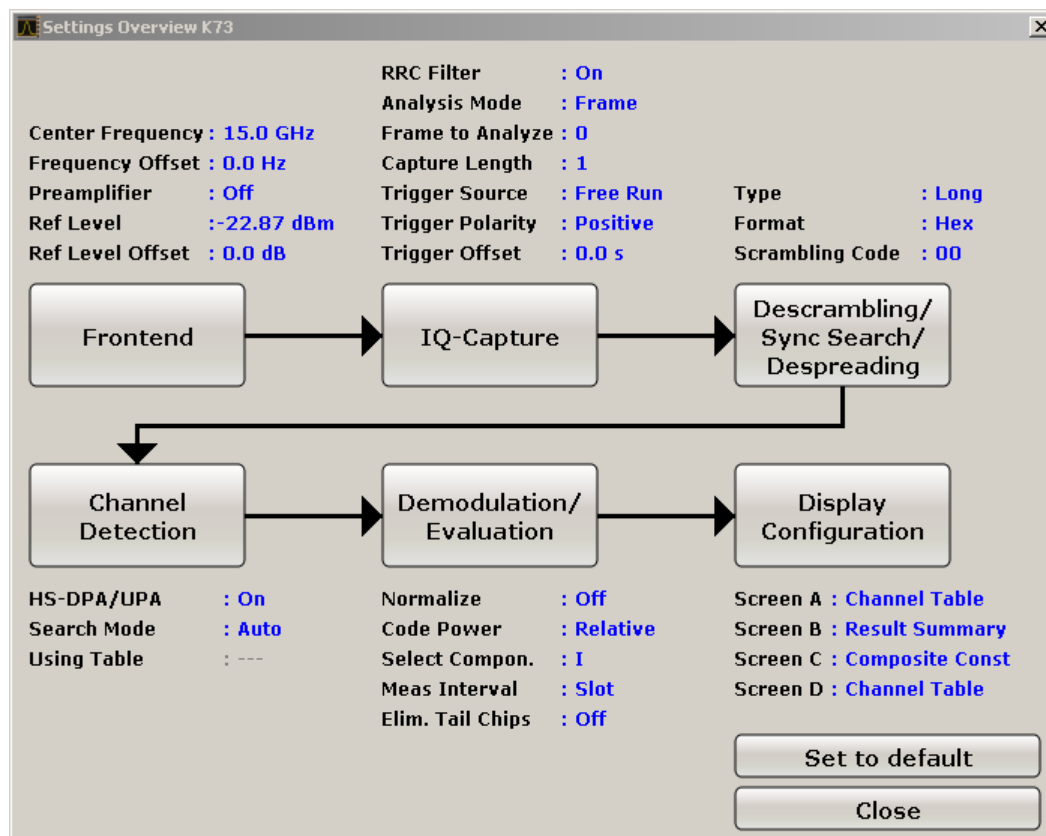 Settings Overview K73
RRC Filter : On
Analysis Mode : Frame
Center Frequency : 15.0 GHz Frame to Analyze : 0
Frequency Offset : 0.0 Hz Capture Length : 1
Preamplifier : Off Trigger Source : Free Run Type : Long
Ref Level :-22.87 dBm Trigger Polarity : Positive Format : Hex
Ref Level Offset : 0.0 dB Trigger Offset : 0.0 s Scrambling Code : 00
Frontend
IQ-Capture
Descrambling/
Sync Search/
Despreading
Channel
Detection
Demodulation/
Evaluation
Display
Configuration
HS-DPA/UPA : On Normalize : Off Screen A : Channel Table
Search Mode : Auto Code Power : Relative Screen B : Result Summary
Using Table : --- Select Compon. : I Screen C : Composite Const
Meas Interval : Slot Screen D : Channel Table
Elim. Tail Chips : Off
Set to default
Close